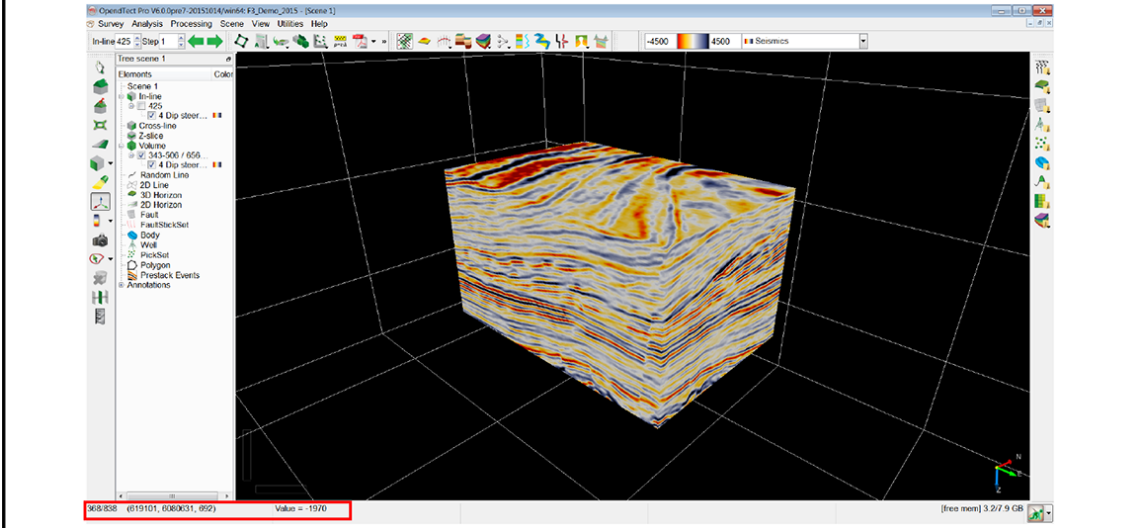 OpendTect Pro V6.0.0pre7-20151014/win64: F3_Demo_2015 - [Scene 1]
Survey Analysis Processing Scene View Utilities Help
In-line 425 Step 1 -4500 4500 Seismics
Tree scene 1
Elements Color
Scene 1
In-line
425
4 Dip steer...
Cross-line
Z-slice
Volume
343-506 / 656...
4 Dip steer...
Random Line
2D Line
3D Horizon
2D Horizon
Fault
FaultStickSet
Body
Well
PickSet
Polygon
Prestack Events
Annotations
N
Z
368/838 (619101, 6080631, 692) Value = -1970 [free mem] 3.2/7.9 GB